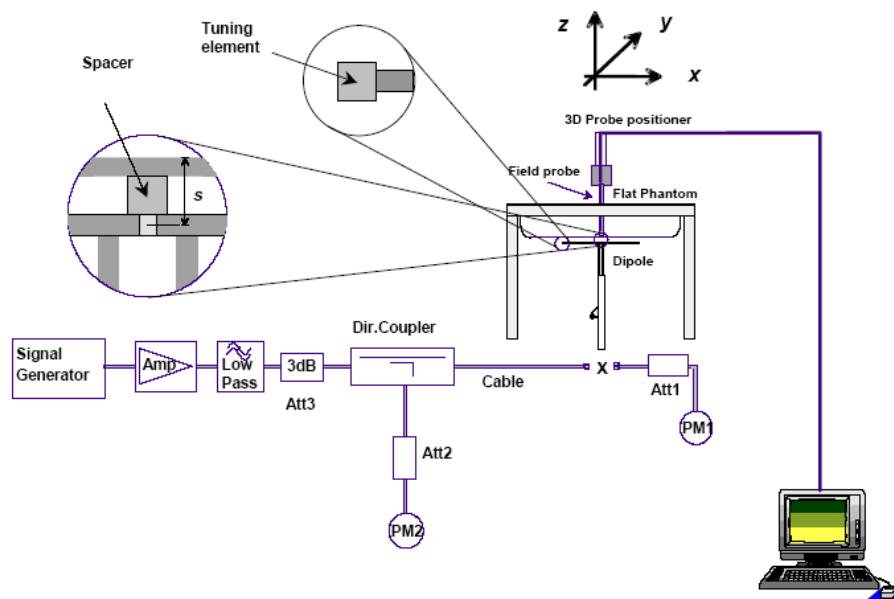 Tuning
element
Spacer
z
y
x
3D Probe positioner
Field probe
Flat Phantom
s
Dipole
Dir.Coupler
Signal
Generator
Amp
Low
Pass
3dB
Att3
Cable
X
Att1
PM1
Att2
PM2